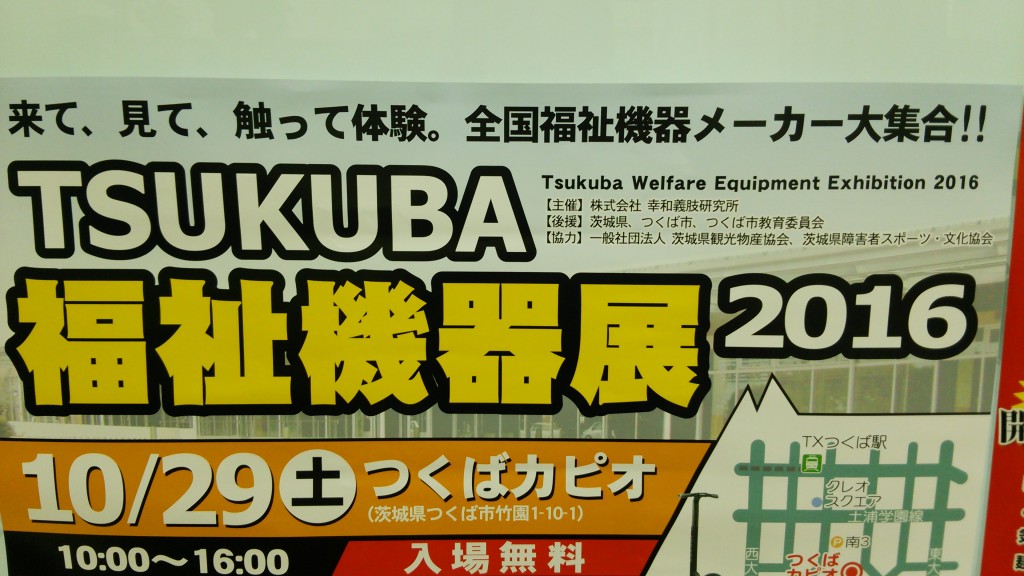 来て、見て、触って体験。全国福祉機器メーカー大集合!!
TSUKUBA
Tsukuba Welfare Equipment Exhibition 2016
【主催】株式会社 幸和義肢研究所
【後援】茨城県、つくば市、つくば市教育委員会
【協力】一般社団法人 茨城県観光物産協会、茨城県障害者スポーツ・文化協会
福祉機器展 2016
10/29 土 つくばカピオ
(茨城県つくば市竹園1-10-1)
10:00～16:00
入場無料
TXつくば駅
クレオ
スクエア
土浦学園線
P 南3
西大
東大
つくば
カピオ
開